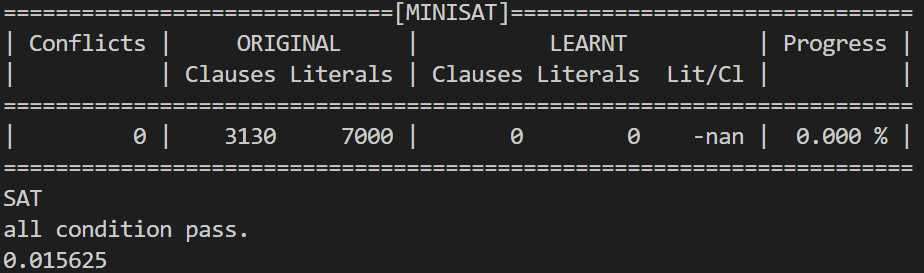 ==============================[MINISAT]===============================
| Conflicts |     ORIGINAL     |          LEARNT          | Progress |
|           | Clauses Literals | Clauses Literals  Lit/Cl |          |
======================================================================
|         0 |    3130     7000 |       0       0    -nan |  0.000 % |
======================================================================
SAT
all condition pass.
0.015625